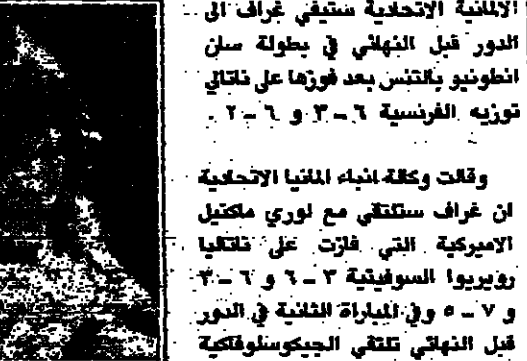 الالمانية الاتحادية ستيفي غراف الى
الدور قبل النهائي في بطولة سان
انطونيو بالتنس بعد فوزها على ناتالي
توزيه الفرنسية ٦ – ٣ و ٦ – ٢ .
وقالت وكالة انباء المانيا الاتحادية
ان غراف ستلتقي مع لوري ماكنيل
الاميركية التي فازت على ناتاليا
زويريوا السوفيتية ٣ – ٦ و ٦ – ٣
و ٧ – ٥ وفي المباراة الثانية في الدور
قبل النهائي تلتقي الجيكوسلوفاكية